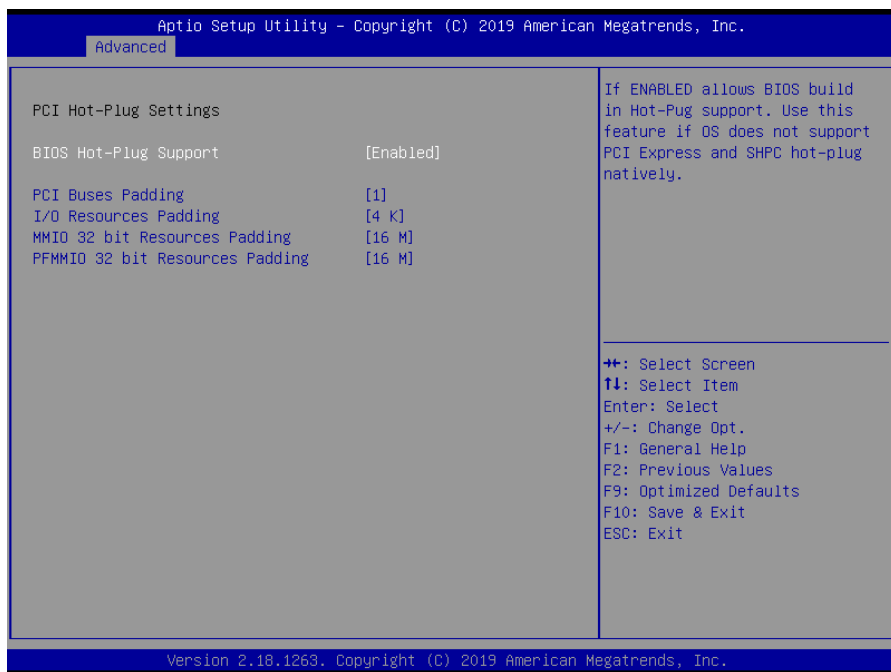 Aptio Setup Utility – Copyright (C) 2019 American Megatrends, Inc.
Advanced
PCI Hot-Plug Settings
BIOS Hot-Plug Support [Enabled]
PCI Buses Padding [1]
I/O Resources Padding [4 K]
MMIO 32 bit Resources Padding [16 M]
PFMMIO 32 bit Resources Padding [16 M]
If ENABLED allows BIOS build
in Hot-Pug support. Use this
feature if OS does not support
PCI Express and SHPC hot-plug
natively.
→←: Select Screen
↑↓: Select Item
Enter: Select
+/-: Change Opt.
F1: General Help
F2: Previous Values
F9: Optimized Defaults
F10: Save & Exit
ESC: Exit
Version 2.18.1263. Copyright (C) 2019 American Megatrends, Inc.